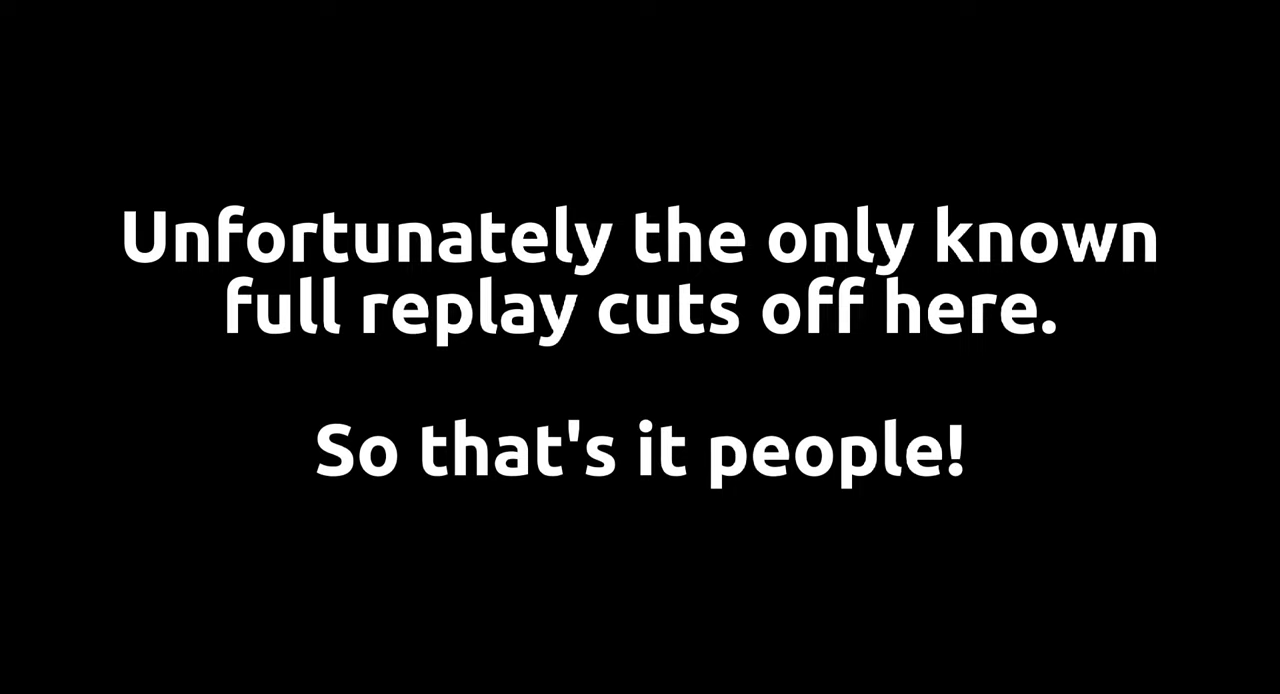 Unfortunately the only known
full replay cuts off here.
So that's it people!